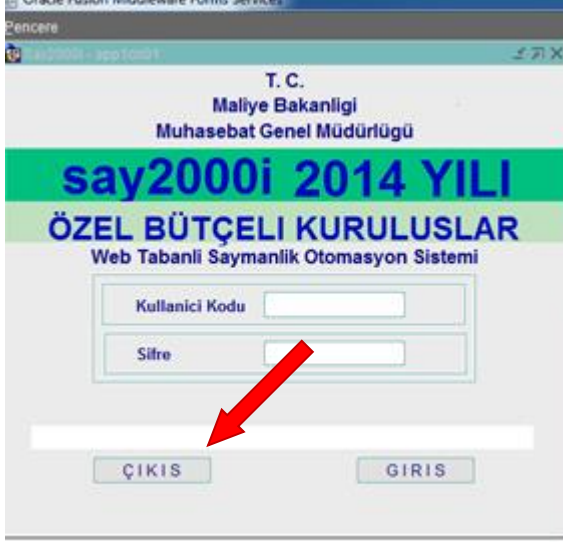 Oracle Fusion Middleware Forms Services
Pencere
T. C.
Maliye Bakanligi
Muhasebat Genel Müdürlügü
say2000i 2014 YILI
ÖZEL BÜTÇELI KURULUSLAR
Web Tabanli Saymanlik Otomasyon Sistemi
Kullanici Kodu
Sifre
ÇIKIS GIRIS